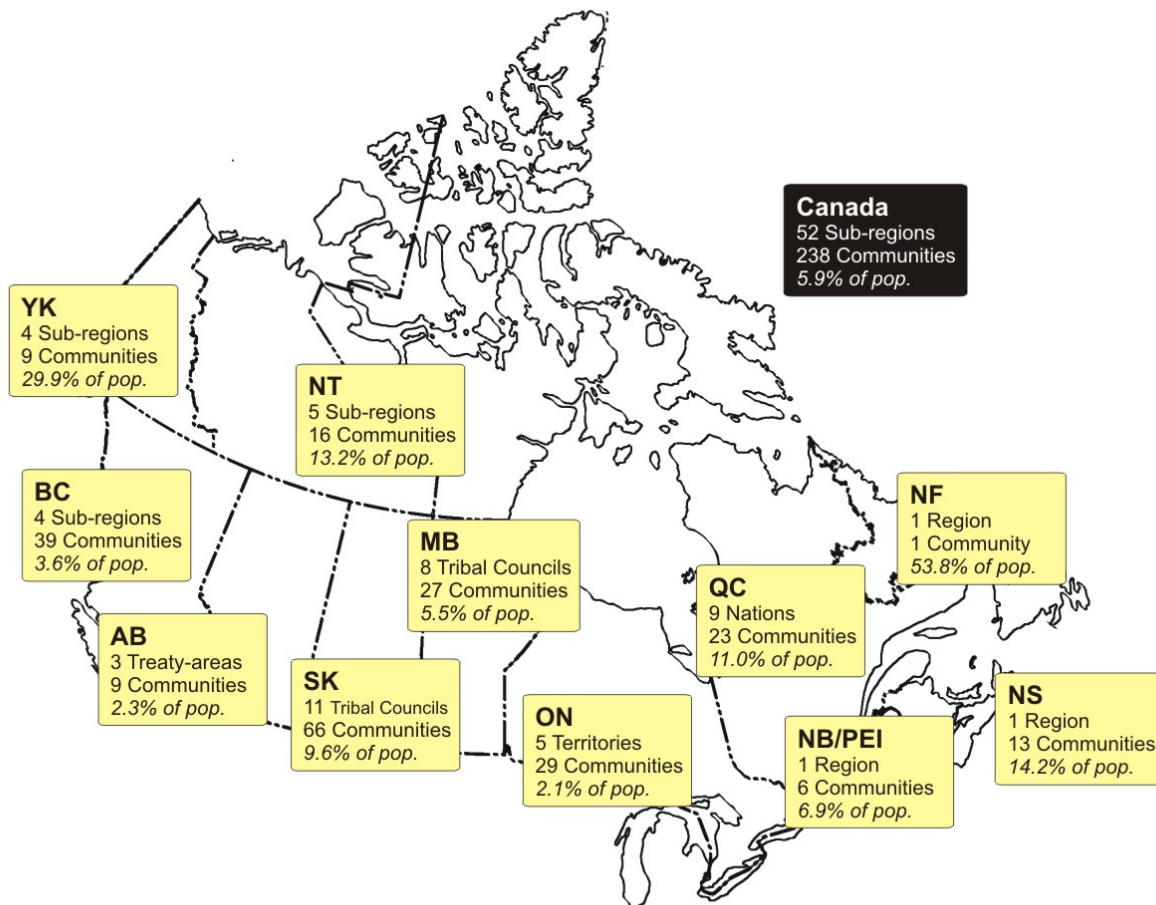 Canada
52 Sub-regions
238 Communities
5.9% of pop.
YK
4 Sub-regions
9 Communities
29.9% of pop.
NT
5 Sub-regions
16 Communities
13.2% of pop.
BC
4 Sub-regions
39 Communities
3.6% of pop.
NF
1 Region
1 Community
53.8% of pop.
MB
8 Tribal Councils
27 Communities
5.5% of pop.
QC
9 Nations
23 Communities
11.0% of pop.
AB
3 Treaty-areas
9 Communities
2.3% of pop.
SK
11 Tribal Councils
66 Communities
9.6% of pop.
ON
5 Territories
29 Communities
2.1% of pop.
NB/PEI
1 Region
6 Communities
6.9% of pop.
NS
1 Region
13 Communities
14.2% of pop.